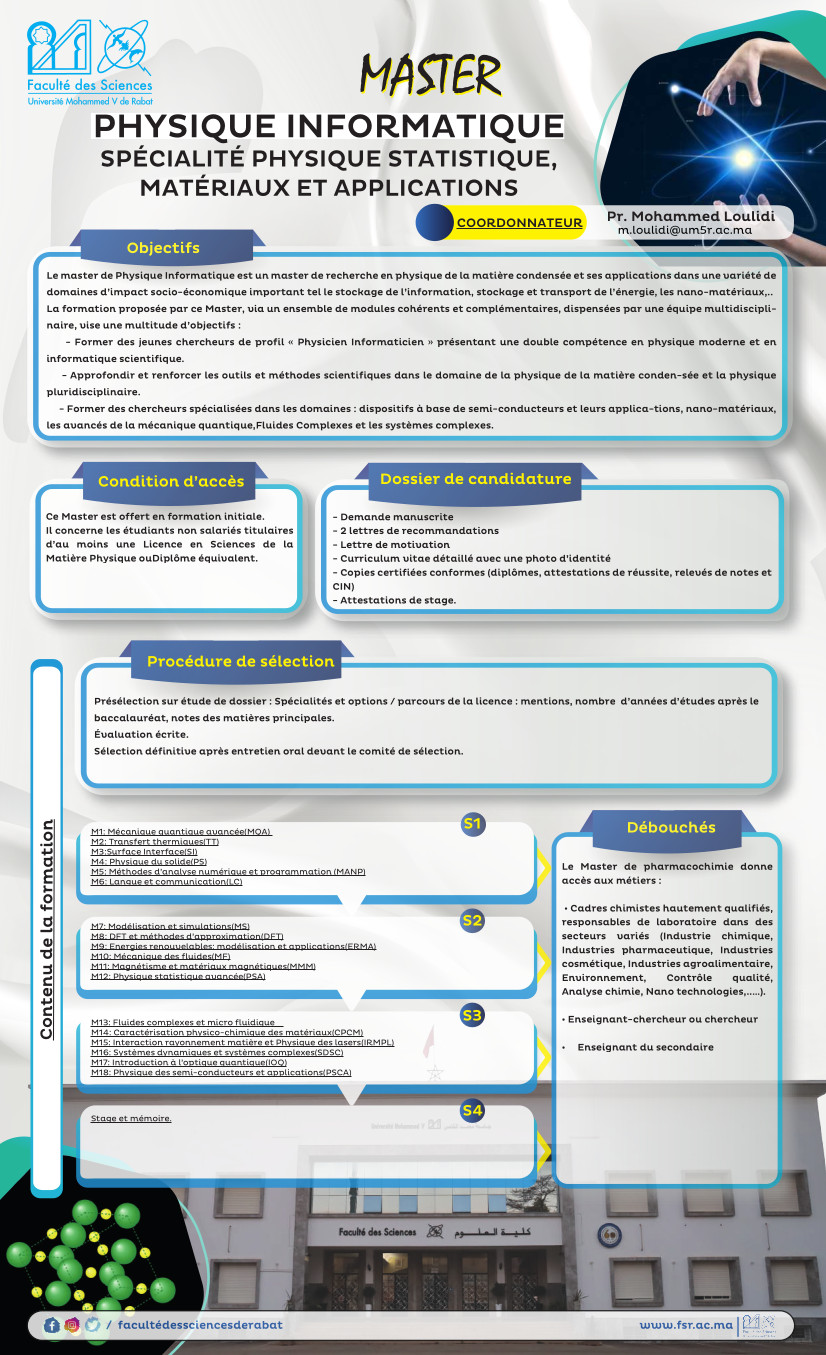 Faculté des Sciences
Université Mohammed V de Rabat
MASTER
PHYSIQUE INFORMATIQUE
SPÉCIALITÉ PHYSIQUE STATISTIQUE,
MATÉRIAUX ET APPLICATIONS
COORDONNATEUR
Pr. Mohammed Loulidi
m.loulidi@um5r.ac.ma
Objectifs
Le master de Physique Informatique est un master de recherche en physique de la matière condensée et ses applications dans une variété de
domaines d'impact socio-économique important tel le stockage de l'information, stockage et transport de l'énergie, les nano-matériaux,..
La formation proposée par ce Master, via un ensemble de modules cohérents et complémentaires, dispensées par une équipe multidiscipli-
naire, vise une multitude d'objectifs :
- Former des jeunes chercheurs de profil « Physicien Informaticien » présentant une double compétence en physique moderne et en
informatique scientifique.
- Approfondir et renforcer les outils et méthodes scientifiques dans le domaine de la physique de la matière conden-sée et la physique
pluridisciplinaire.
- Former des chercheurs spécialisées dans les domaines : dispositifs à base de semi-conducteurs et leurs applica-tions, nano-matériaux,
les avancés de la mécanique quantique,Fluides Complexes et les systèmes complexes.
Condition d'accès
Ce Master est offert en formation initiale.
Il concerne les étudiants non salariés titulaires
d'au moins une Licence en Sciences de la
Matière Physique ouDiplôme équivalent.
Dossier de candidature
- Demande manuscrite
- 2 lettres de recommandations
- Lettre de motivation
- Curriculum vitae détaillé avec une photo d'identité
- Copies certifiées conformes (diplômes, attestations de réussite, relevés de notes et
CIN)
- Attestations de stage.
Procédure de sélection
Présélection sur étude de dossier : Spécialités et options / parcours de la licence : mentions, nombre d'années d'études après le
baccalauréat, notes des matières principales.
Évaluation écrite.
Sélection définitive après entretien oral devant le comité de sélection.
Contenu de la formation
S1
M1: Mécanique quantique avancée(MQA)
M2: Transfert thermiques(TT)
M3:Surface Interface(SI)
M4: Physique du solide(PS)
M5: Méthodes d'analyse numérique et programmation (MANP)
M6: Langue et communication(LC)
S2
M7: Modélisation et simulations(MS)
M8: DFT et méthodes d'approximation(DFT)
M9: Energies renouvelables: modélisation et applications(ERMA)
M10: Mécanique des fluides(MF)
M11: Magnétisme et matériaux magnétiques(MMM)
M12: Physique statistique avancée(PSA)
S3
M13: Fluides complexes et micro fluidique
M14: Caractérisation physico-chimique des matériaux(CPCM)
M15: Interaction rayonnement matière et Physique des lasers(IRMPL)
M16: Systèmes dynamiques et systèmes complexes(SDSC)
M17: Introduction à l'optique quantique(IOQ)
M18: Physique des semi-conducteurs et applications(PSCA)
S4
Stage et mémoire.
Débouchés
Le Master de pharmacochimie donne
accès aux métiers :
• Cadres chimistes hautement qualifiés,
responsables de laboratoire dans des
secteurs variés (Industrie chimique,
Industries pharmaceutique, Industries
cosmétique, Industries agroalimentaire,
Environnement, Contrôle qualité,
Analyse chimie, Nano technologies,.....).
• Enseignant-chercheur ou chercheur
• Enseignant du secondaire
Faculté des Sciences كلية العلوم
/ facultédessciencesderabat
www.fsr.ac.ma